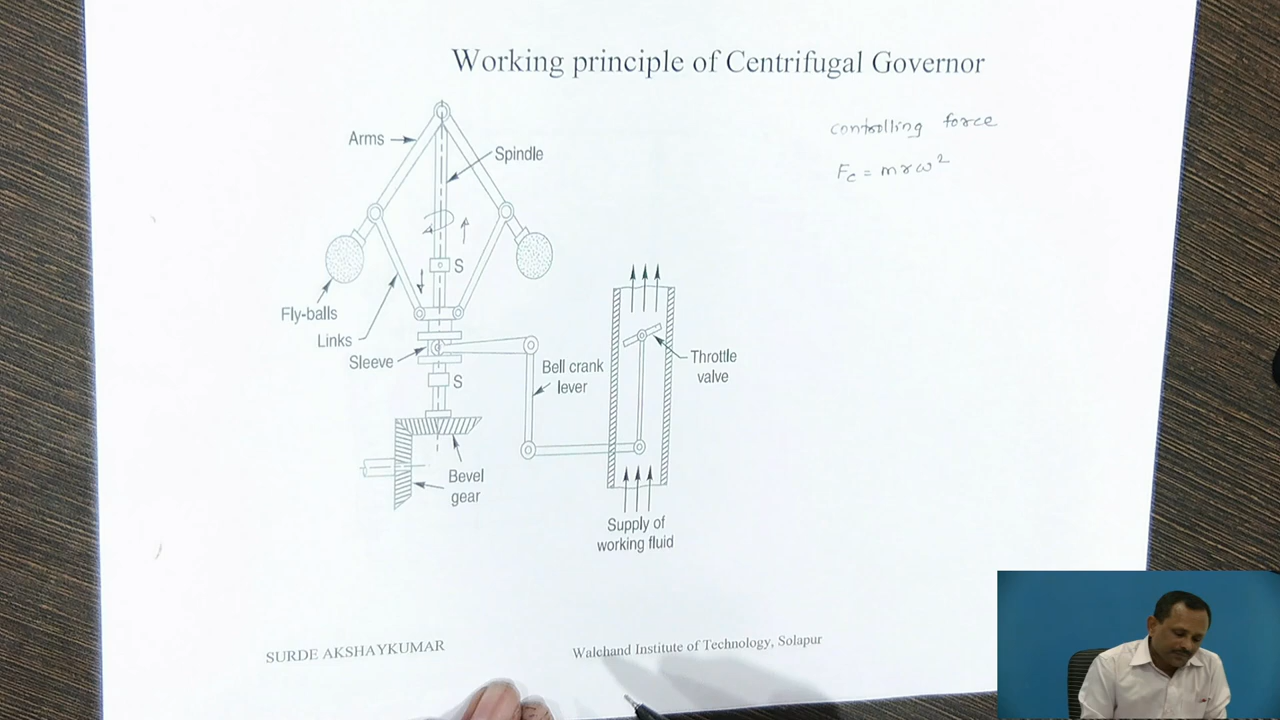 Working principle of Centrifugal Governor
controlling force
Fc = mrω²
Arms
Spindle
S
Fly-balls
Links
Sleeve
Bell crank
lever
Throttle
valve
S
Bevel
gear
Supply of
working fluid
SURDE AKSHAYKUMAR
Walchand Institute of Technology, Solapur